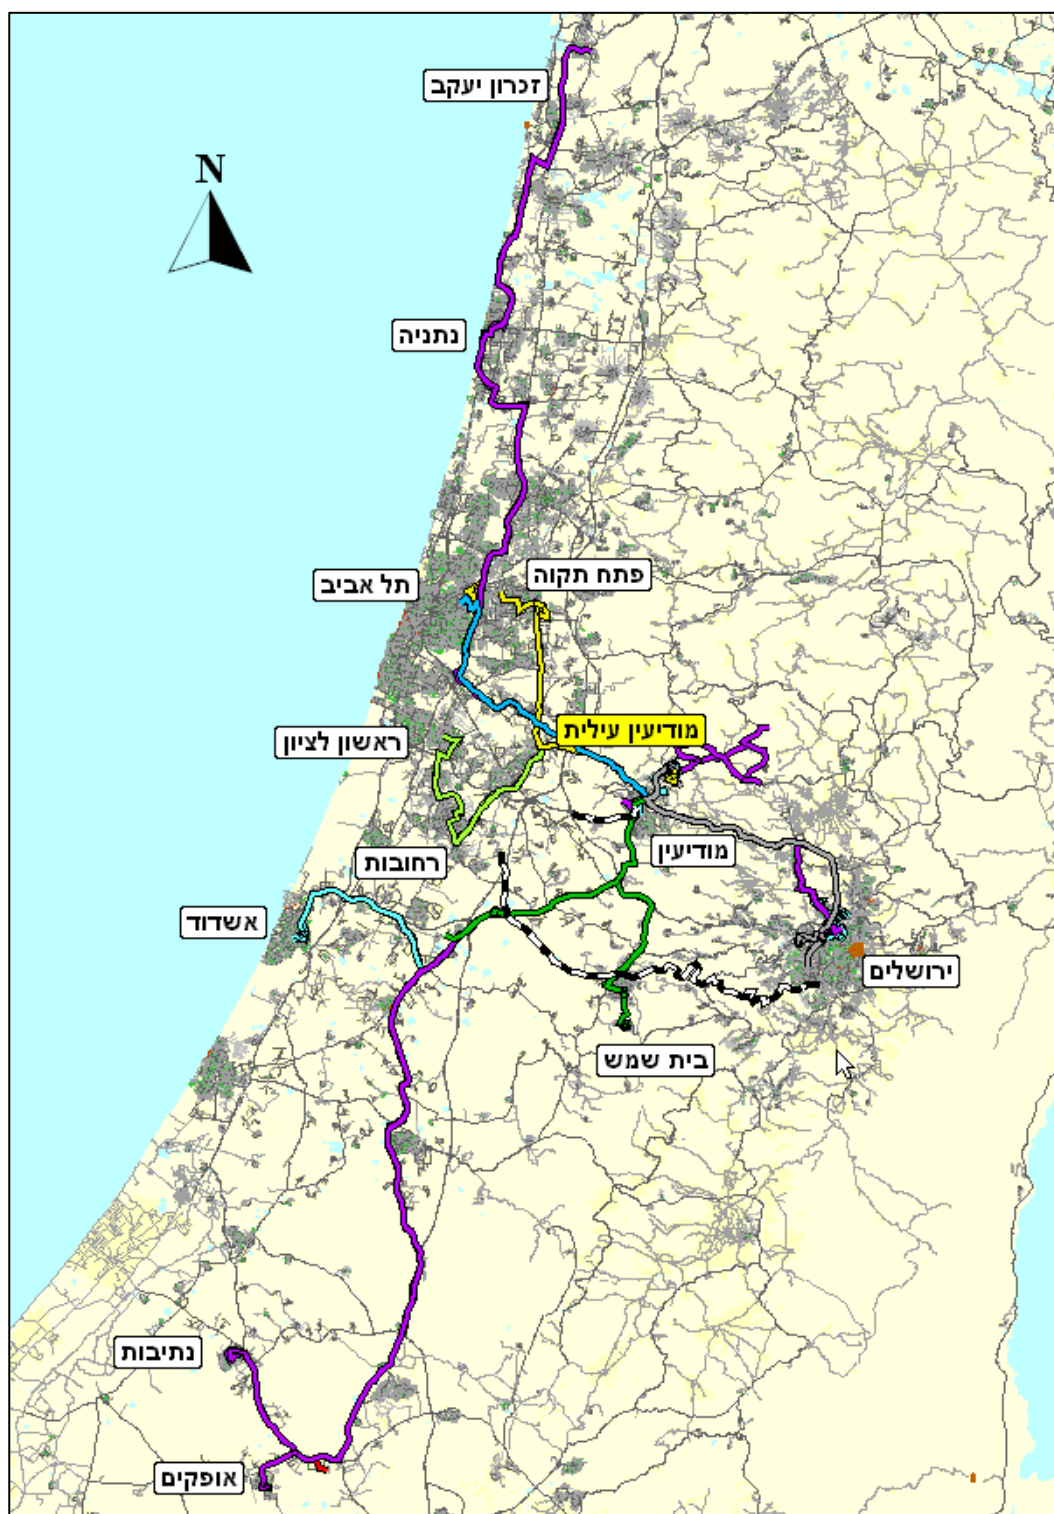 זכרון יעקב
N
נתניה
פתח תקוה
תל אביב
מודיעין עילית
ראשון לציון
מודיעין
רחובות
אשדוד
ירושלים
בית שמש
נתיבות
אופקים